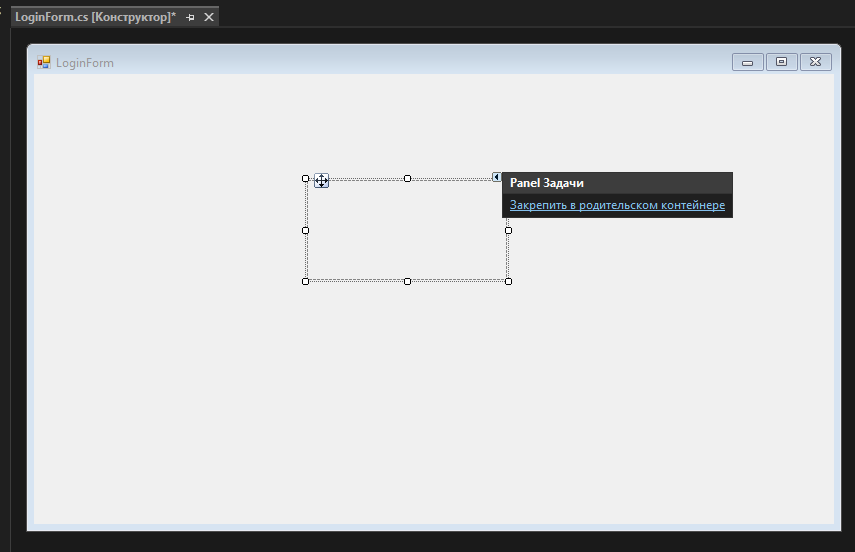 LoginForm.cs [Конструктор]*
LoginForm
Panel Задачи
Закрепить в родительском контейнере